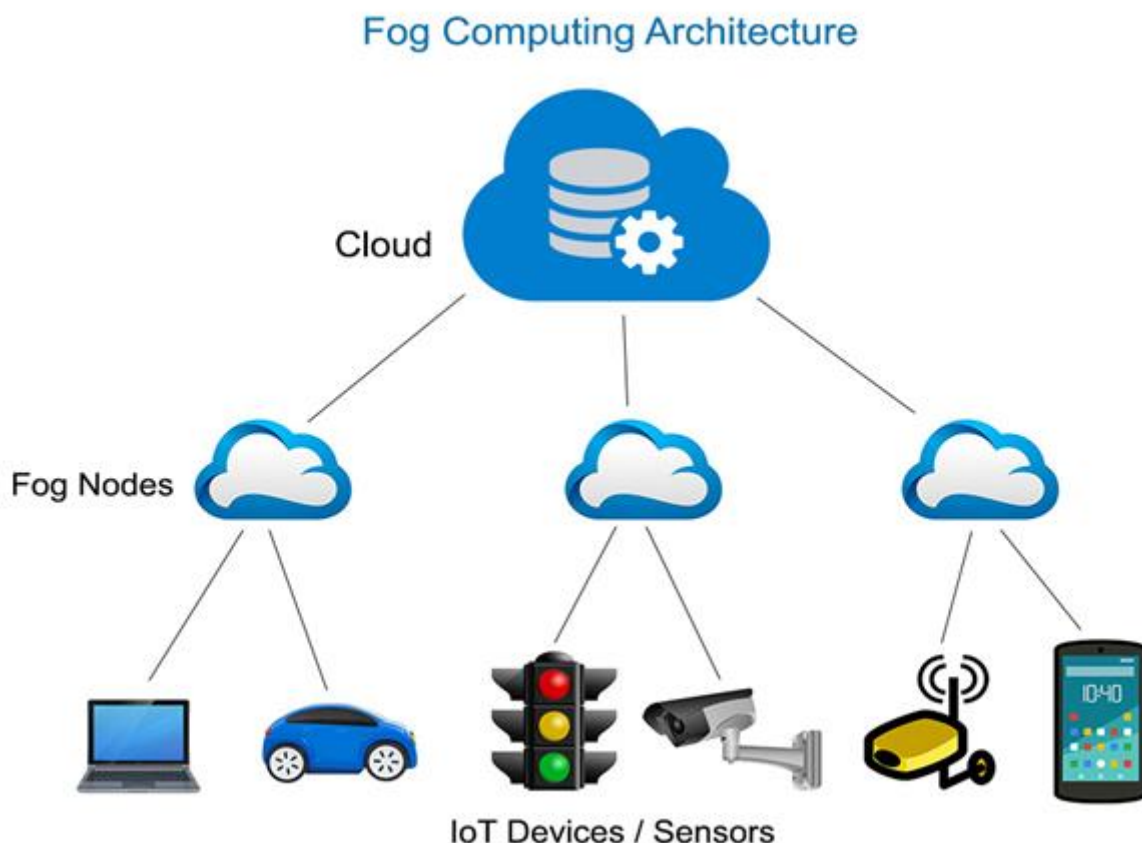 Fog Computing Architecture
Cloud
Fog Nodes
10:40
IoT Devices / Sensors